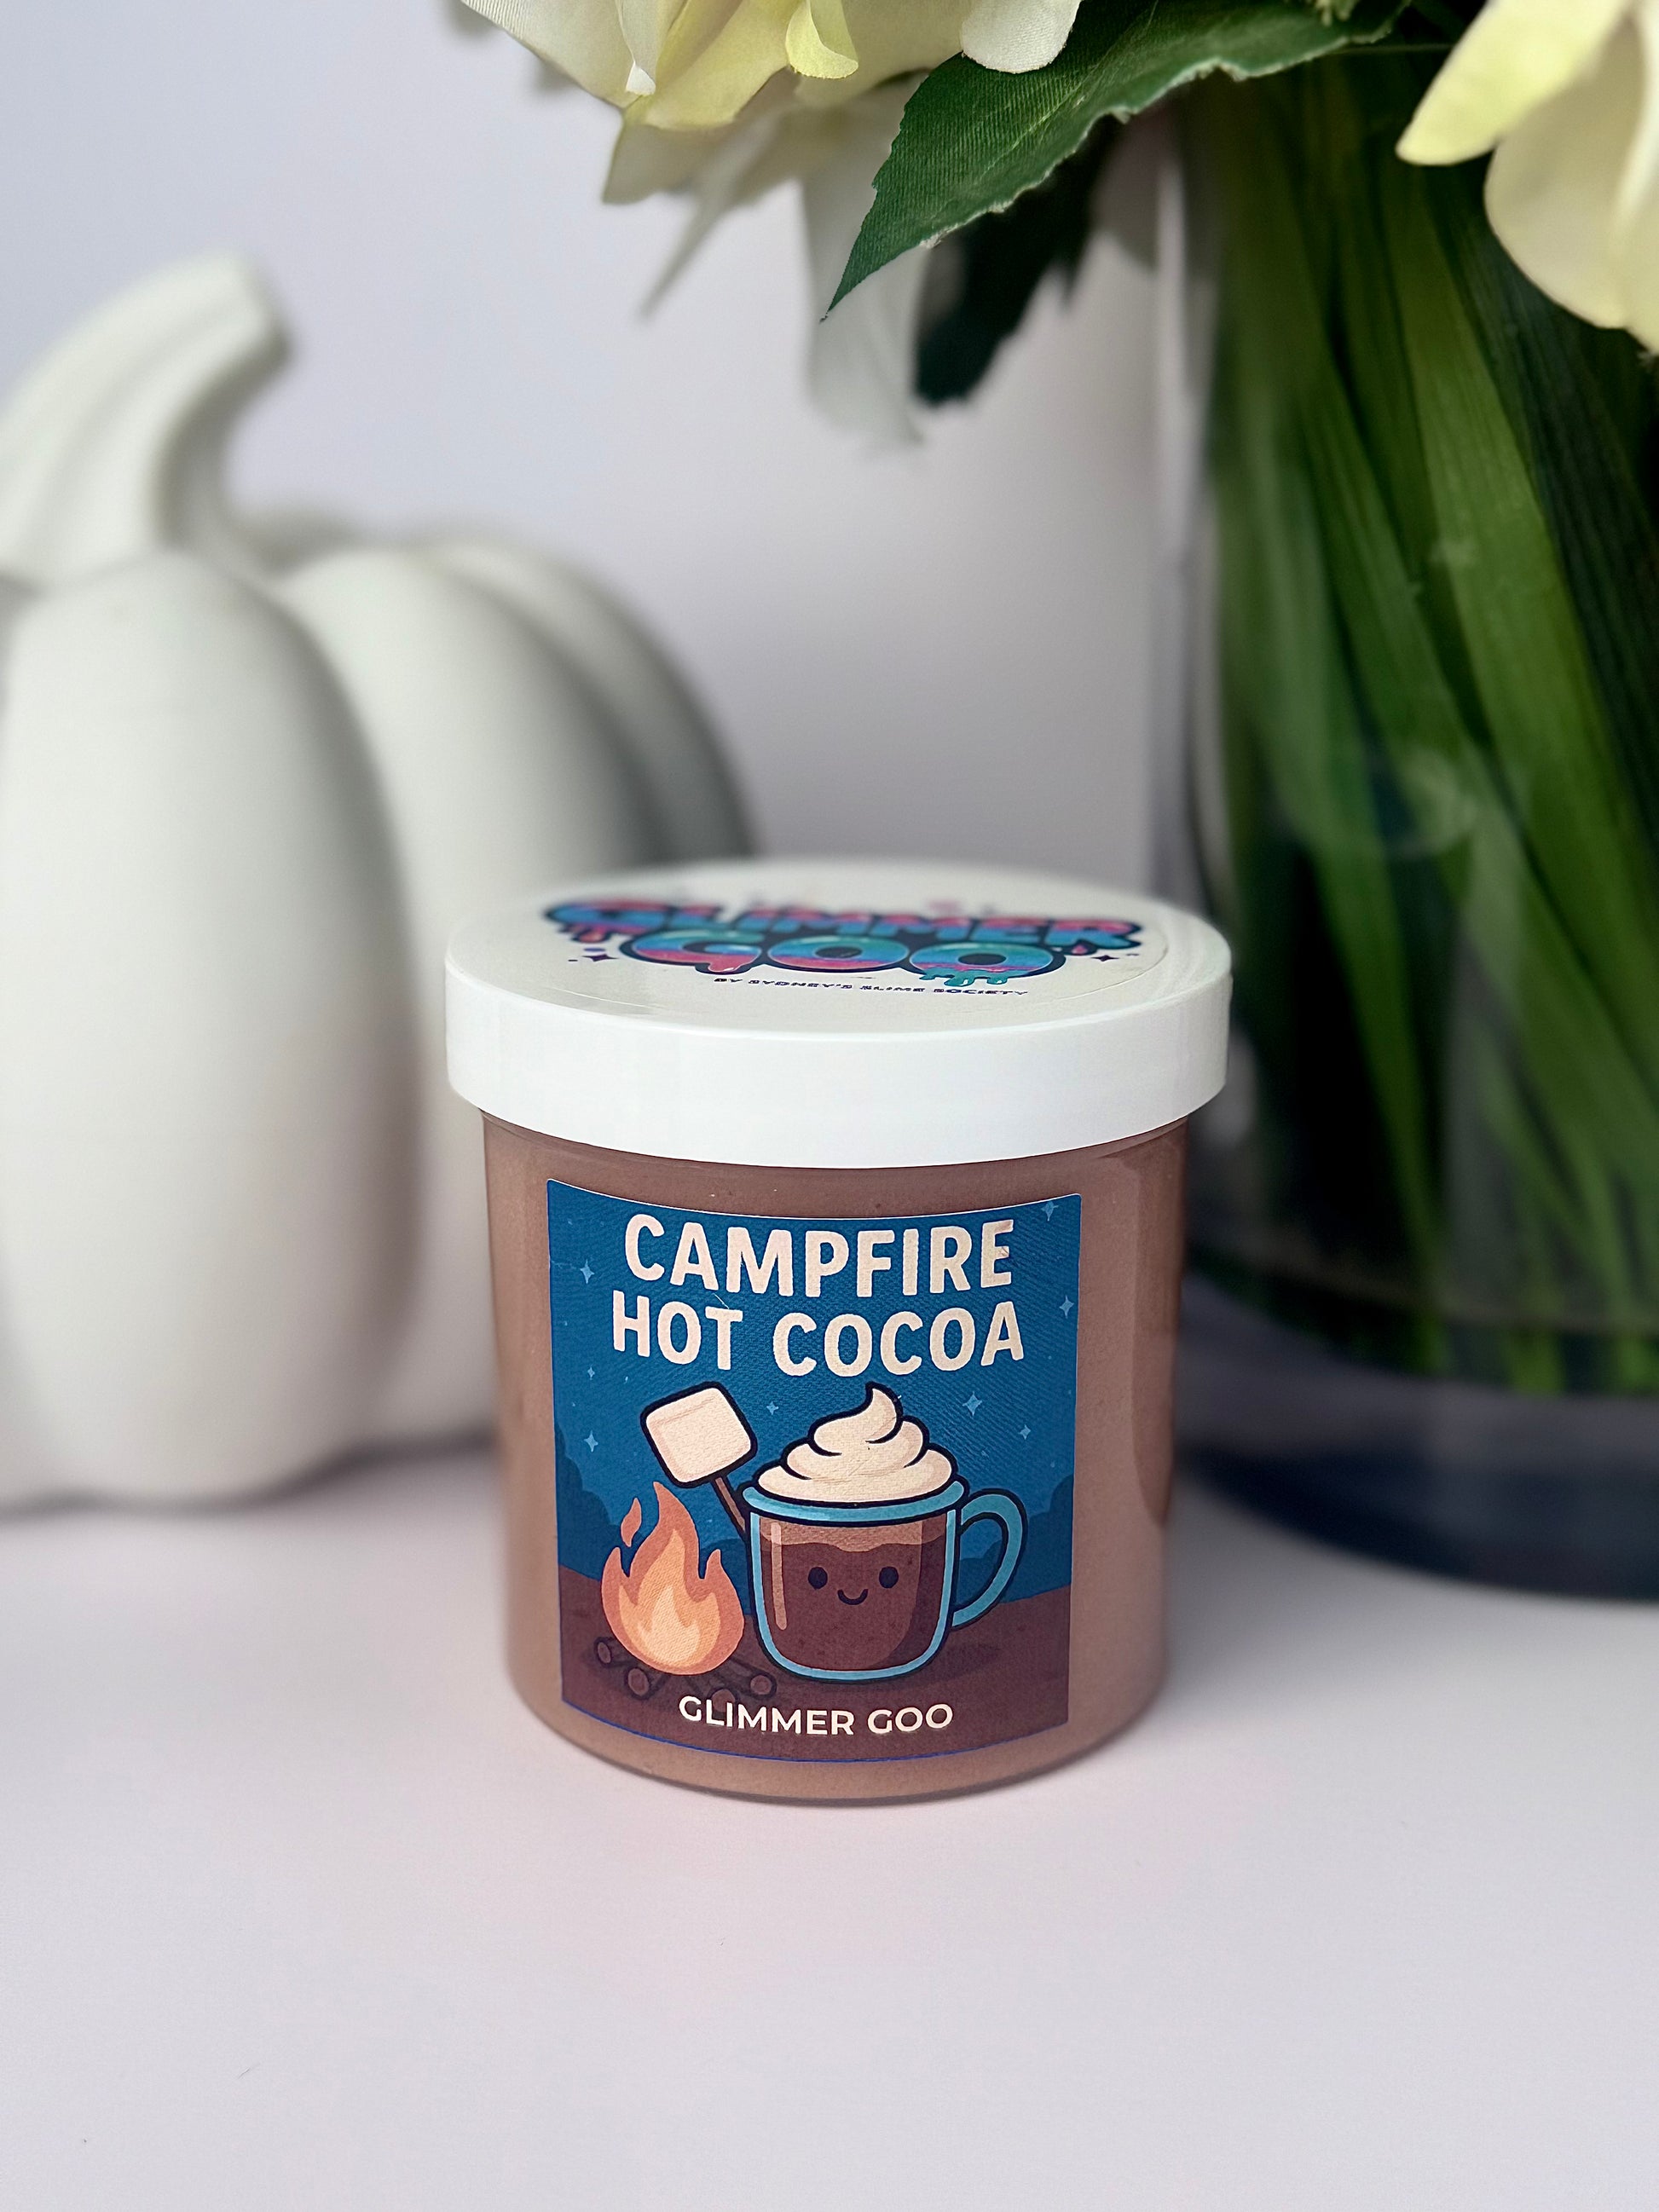 GLIMMER
GOO
BY SYDNEY'S SLIME SOCIETY
CAMPFIRE
HOT COCOA
GLIMMER GOO